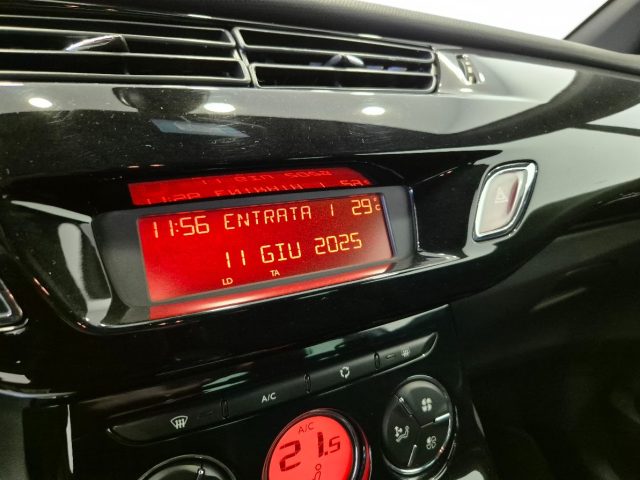 11:56 ENTRATA 1 29°C
11 GIU 2025
LD TA
A/C
A/C
21.5